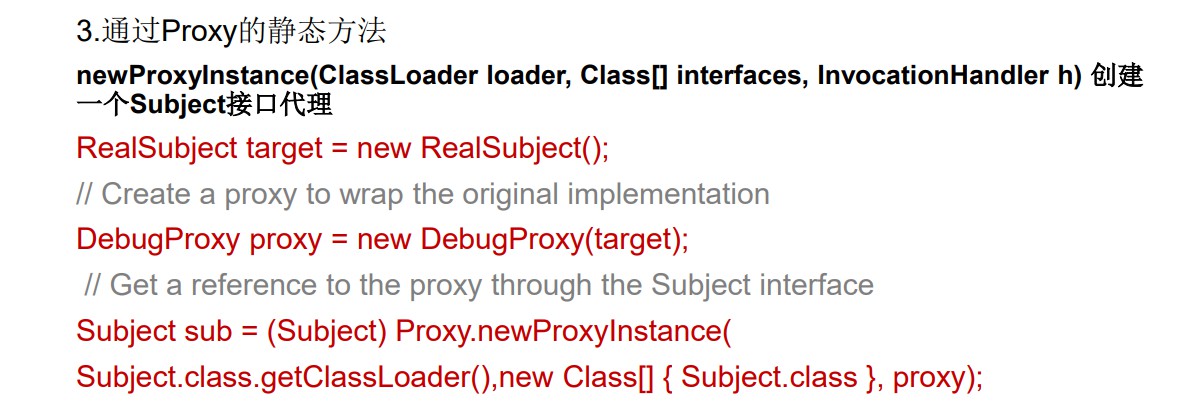 3.通过Proxy的静态方法
newProxyInstance(ClassLoader loader, Class[] interfaces, InvocationHandler h) 创建
一个Subject接口代理
RealSubject target = new RealSubject();
// Create a proxy to wrap the original implementation
DebugProxy proxy = new DebugProxy(target);
// Get a reference to the proxy through the Subject interface
Subject sub = (Subject) Proxy.newProxyInstance(
Subject.class.getClassLoader(),new Class[] { Subject.class }, proxy);